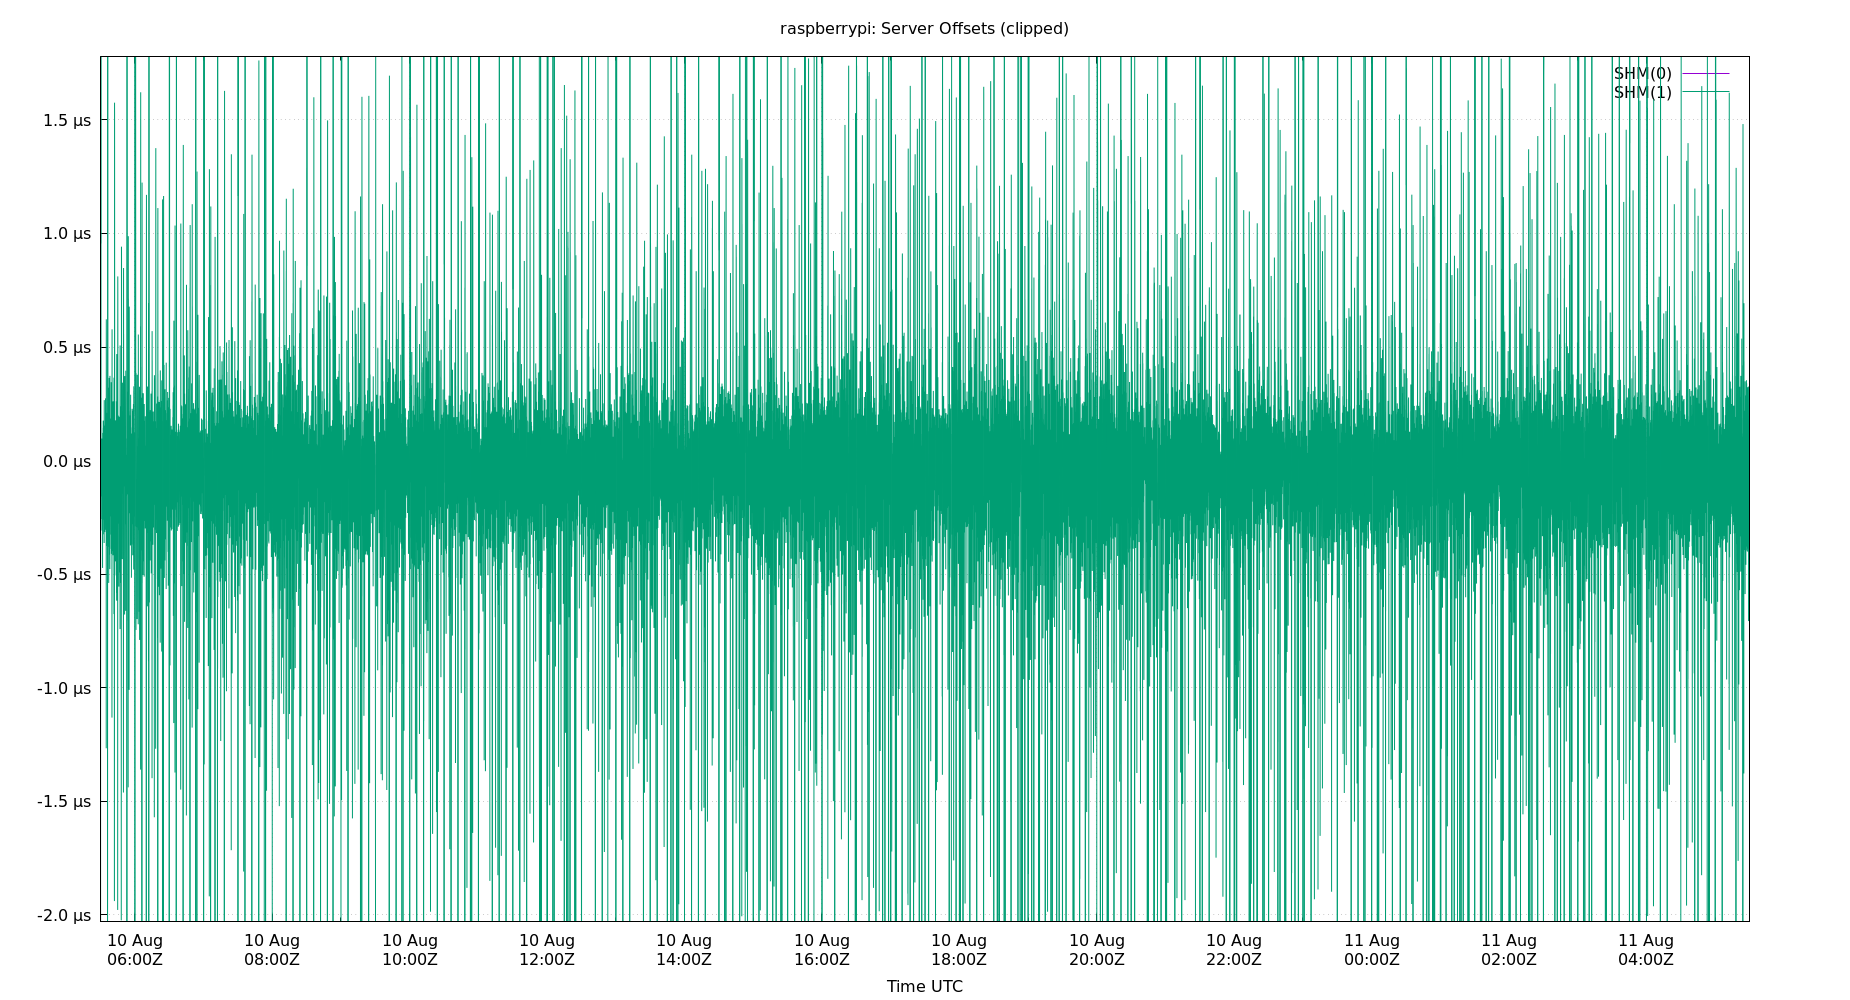 raspberrypi: Server Offsets (clipped)
SHM(0)
SHM(1)
1.5 µs
1.0 µs
0.5 µs
0.0 µs
-0.5 µs
-1.0 µs
-1.5 µs
-2.0 µs
10 Aug 10 Aug 10 Aug 10 Aug 10 Aug 10 Aug 10 Aug 10 Aug 10 Aug 11 Aug 11 Aug 11 Aug
06:00Z 08:00Z 10:00Z 12:00Z 14:00Z 16:00Z 18:00Z 20:00Z 22:00Z 00:00Z 02:00Z 04:00Z
Time UTC